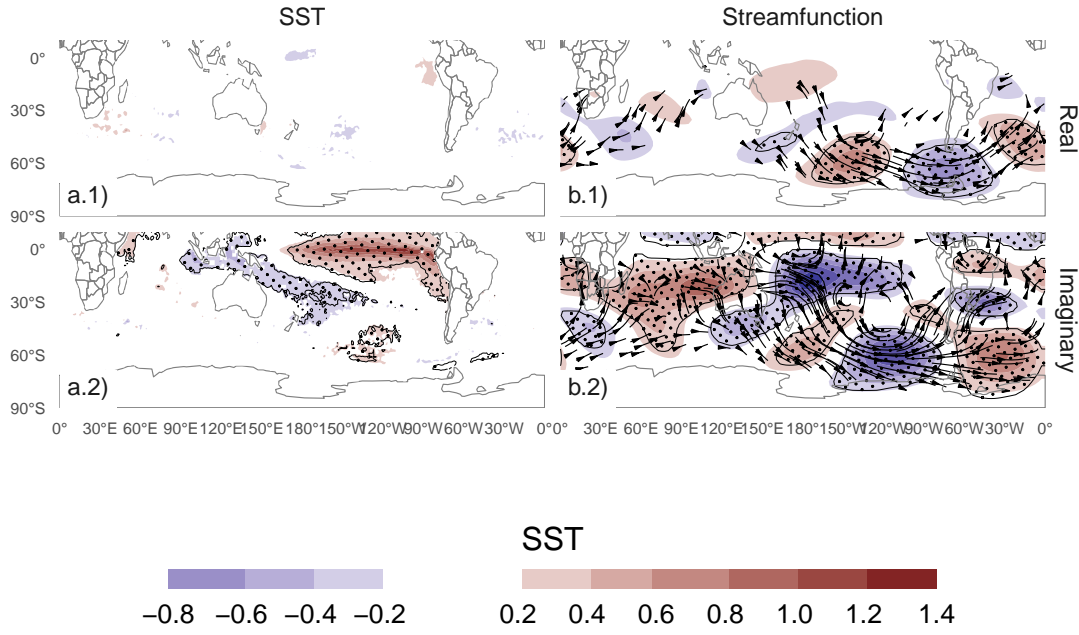 SST
Streamfunction
0°
30°S
60°S
90°S
a.1)
b.1)
Real
0°
30°S
60°S
90°S
a.2)
b.2)
Imaginary
0° 30°E 60°E 90°E 120°E 150°E 180°W 150°W 120°W 90°W 60°W 30°W 0° 0° 30°E 60°E 90°E 120°E 150°E 180°W 150°W 120°W 90°W 60°W 30°W 0°
SST
−0.8 −0.6 −0.4 −0.2 0.2 0.4 0.6 0.8 1.0 1.2 1.4